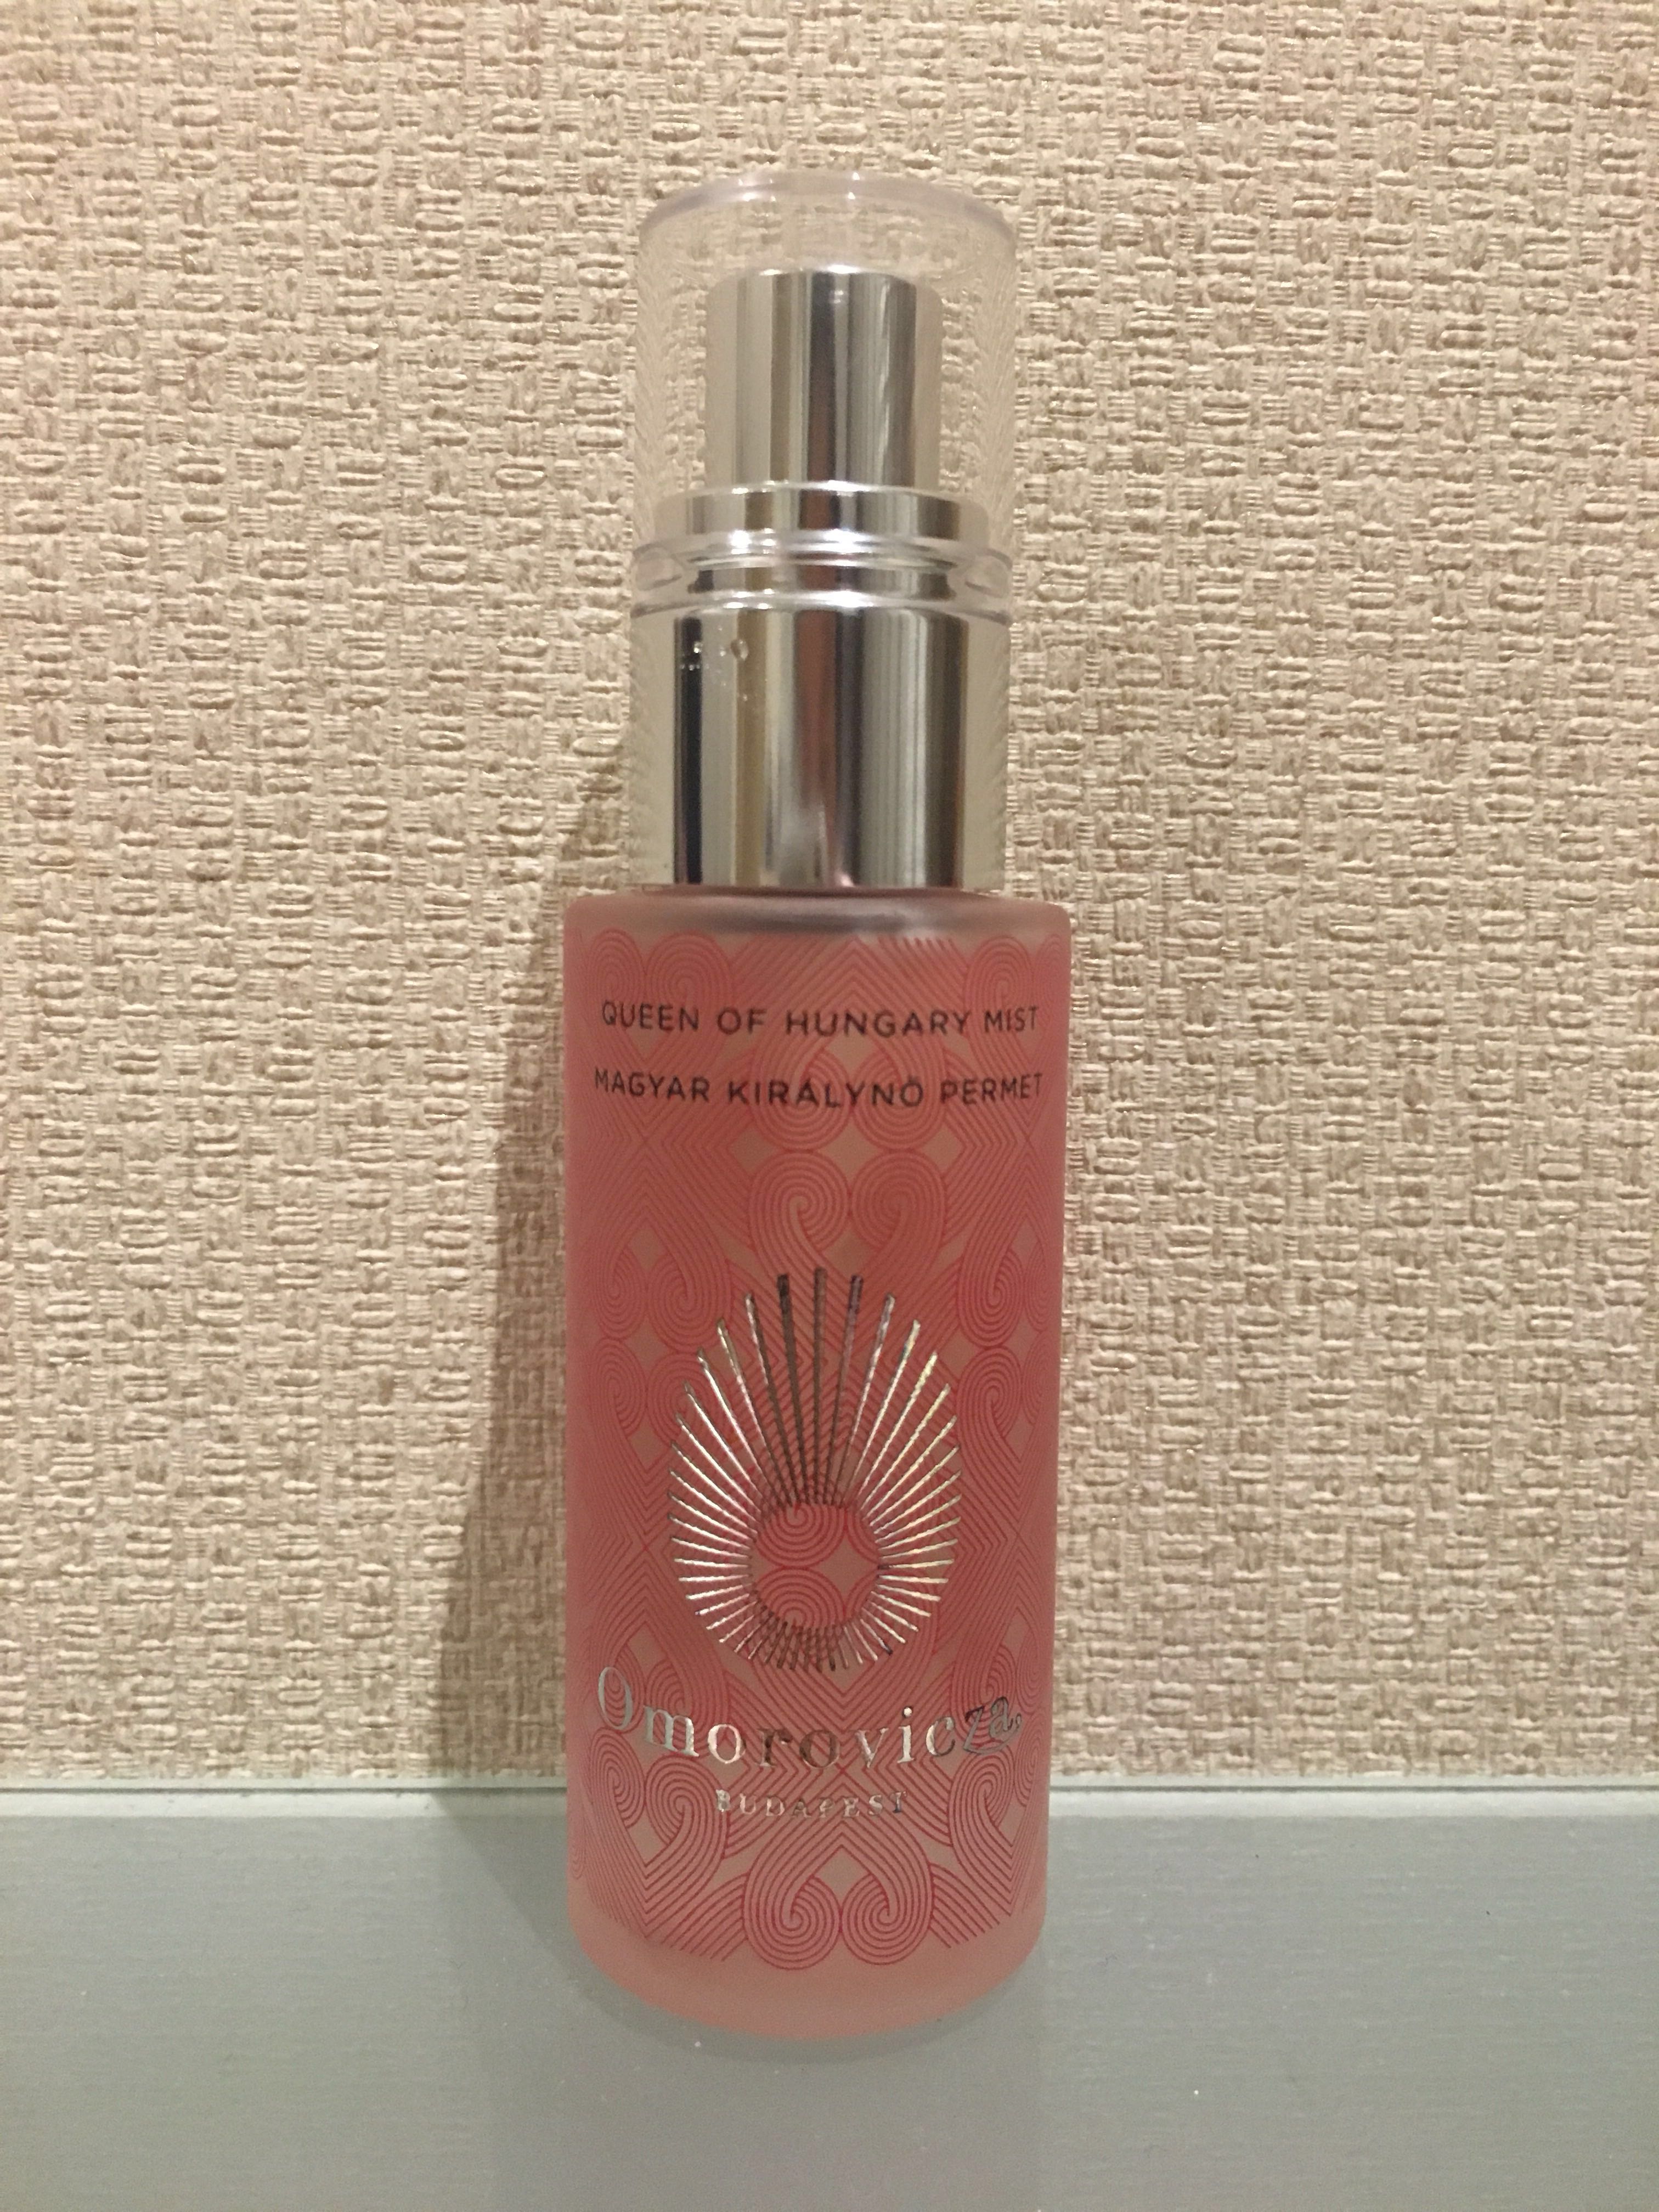 QUEEN OF HUNGARY MIST
MAGYAR KIRÁLYNŐ PERMET
Omorovicza
BUDAPEST